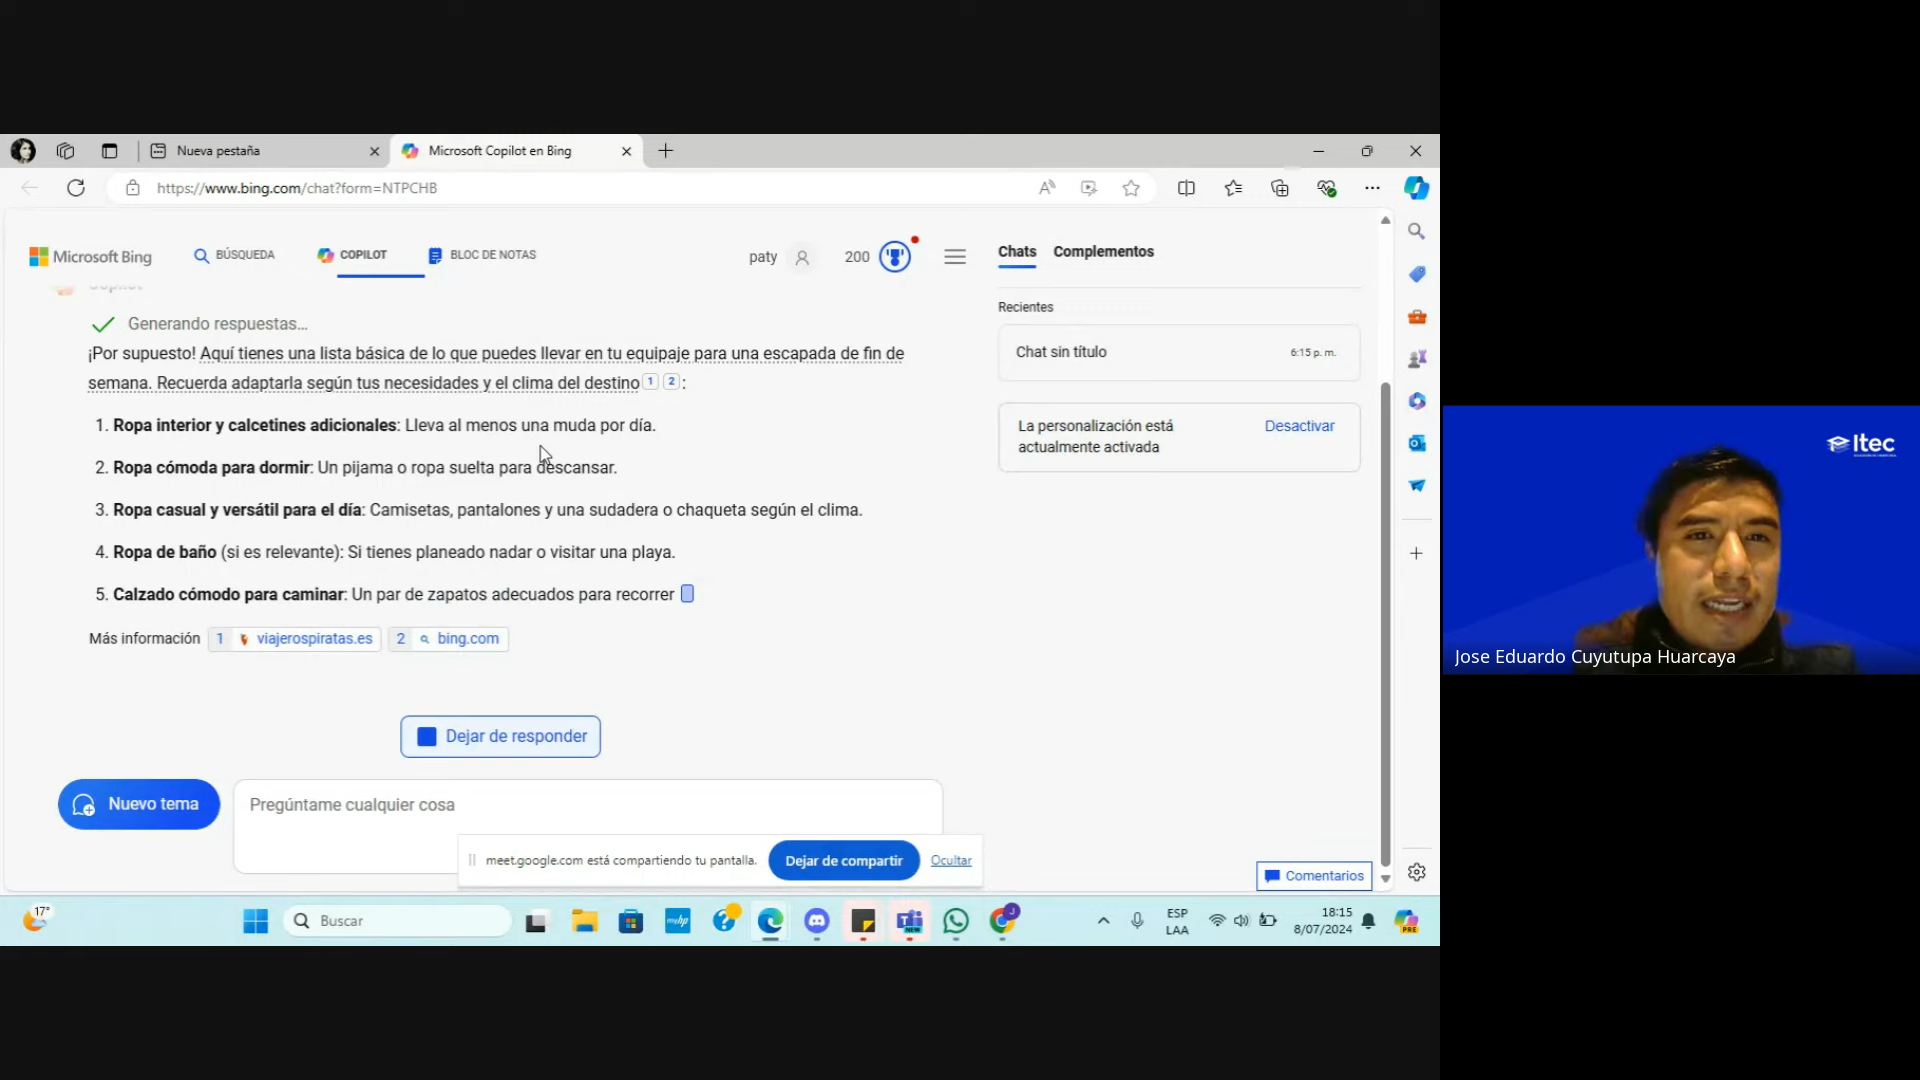 Nueva pestaña
Microsoft Copilot en Bing
https://www.bing.com/chat?form=NTPCHB
Microsoft Bing
BÚSQUEDA
COPILOT
BLOC DE NOTAS
paty
200
Chats
Complementos
Copilot
Generando respuestas...
¡Por supuesto! Aquí tienes una lista básica de lo que puedes llevar en tu equipaje para una escapada de fin de
semana. Recuerda adaptarla según tus necesidades y el clima del destino 1 2 :
1. Ropa interior y calcetines adicionales: Lleva al menos una muda por día.
2. Ropa cómoda para dormir: Un pijama o ropa suelta para descansar.
3. Ropa casual y versátil para el día: Camisetas, pantalones y una sudadera o chaqueta según el clima.
4. Ropa de baño (si es relevante): Si tienes planeado nadar o visitar una playa.
5. Calzado cómodo para caminar: Un par de zapatos adecuados para recorrer
Más información 1 viajerospiratas.es 2 bing.com
Dejar de responder
Nuevo tema
Pregúntame cualquier cosa
Recientes
Chat sin título
6:15 p. m.
La personalización está
actualmente activada
Desactivar
meet.google.com está compartiendo tu pantalla.
Dejar de compartir
Ocultar
Comentarios
17°
Buscar
myhp
NEW
J
ESP
LAA
18:15
8/07/2024
PRE
Itec
Jose Eduardo Cuyutupa Huarcaya